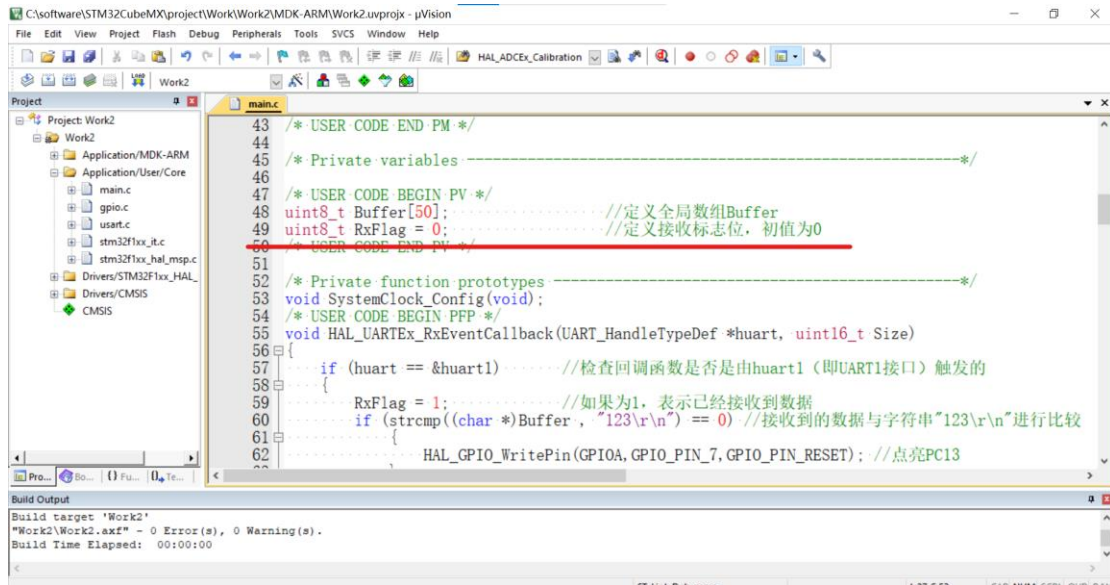 C:\software\STM32CubeMX\project\Work\Work2\MDK-ARM\Work2.uvprojx - µVision
File Edit View Project Flash Debug Peripherals Tools SVCS Window Help
HAL_ADCEx_Calibration
Work2
Project
Project: Work2
Work2
Application/MDK-ARM
Application/User/Core
main.c
gpio.c
usart.c
stm32f1xx_it.c
stm32f1xx_hal_msp.c
Drivers/STM32F1xx_HAL_
Drivers/CMSIS
CMSIS
Pro... Bo... {} Fu... Te...
main.c
43 /* USER CODE END PM */
44
45 /* Private variables ---------------------------------------------------------*/
46
47 /* USER CODE BEGIN PV */
48 uint8_t Buffer[50]; //定义全局数组Buffer
49 uint8_t RxFlag = 0; //定义接收标志位，初值为0
50 /* USER CODE END PV */
51
52 /* Private function prototypes -----------------------------------------------*/
53 void SystemClock_Config(void);
54 /* USER CODE BEGIN PFP */
55 void HAL_UARTEx_RxEventCallback(UART_HandleTypeDef *huart, uint16_t Size)
56 {
57 if (huart == &huart1) //检查回调函数是否是由huart1（即UART1接口）触发的
58 {
59 RxFlag = 1; //如果为1，表示已经接收到数据
60 if (strcmp((char *)Buffer , "123\r\n") == 0) //接收到的数据与字符串"123\r\n"进行比较
61 {
62 HAL_GPIO_WritePin(GPIOA,GPIO_PIN_7,GPIO_PIN_RESET); //点亮PC13
Build Output
Build target 'Work2'
"Work2\Work2.axf" - 0 Error(s), 0 Warning(s).
Build Time Elapsed: 00:00:00